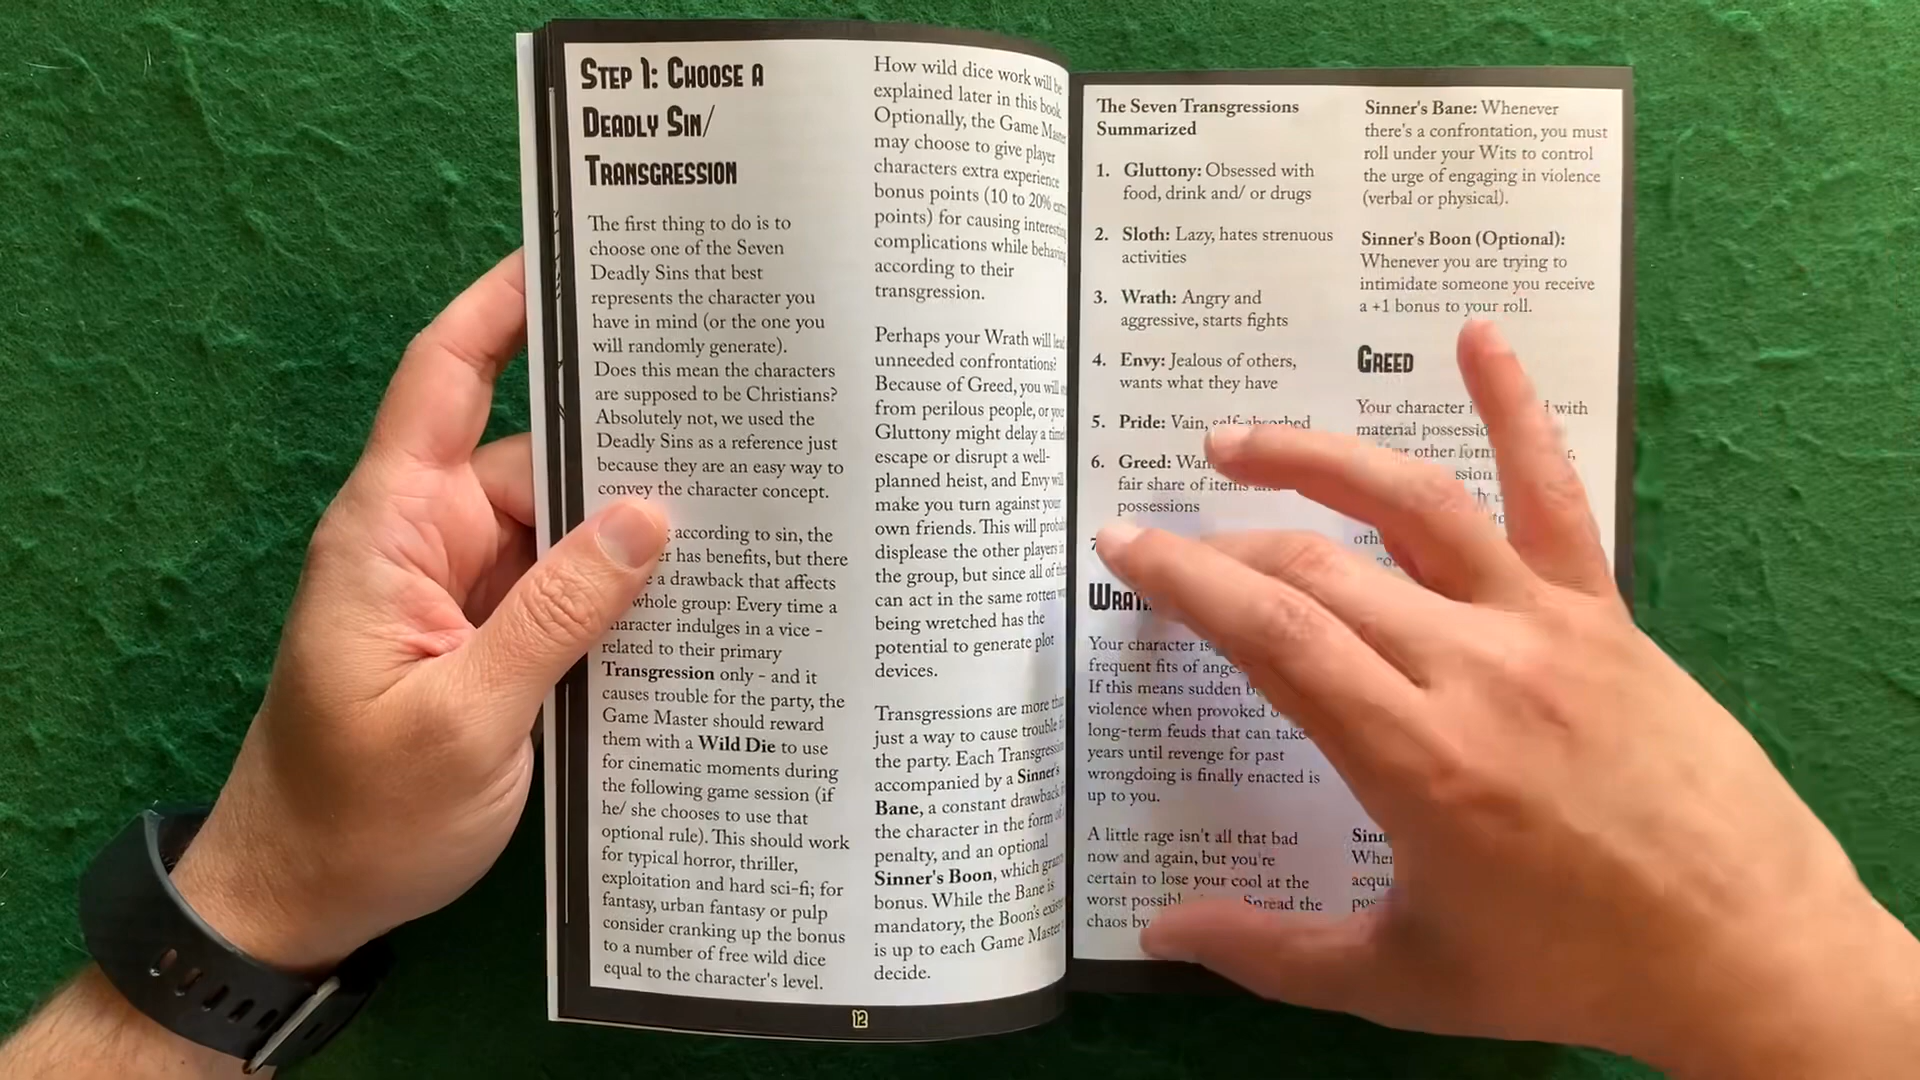 STEP 1: CHOOSE A
DEADLY SIN/
TRANSGRESSION
The first thing to do is to
choose one of the Seven
Deadly Sins that best
represents the character you
have in mind (or the one you
will randomly generate).
Does this mean the characters
are supposed to be Christians?
Absolutely not, we used the
Deadly Sins as a reference just
because they are an easy way to
convey the character concept.
according to sin, the
has benefits, but there
a drawback that affects
whole group: Every time a
character indulges in a vice -
related to their primary
Transgression only - and it
causes trouble for the party, the
Game Master should reward
them with a Wild Die to use
for cinematic moments during
the following game session (if
he/ she chooses to use that
optional rule). This should work
for typical horror, thriller,
exploitation and hard sci-fi; for
fantasy, urban fantasy or pulp
consider cranking up the bonus
to a number of free wild dice
equal to the character's level.
How wild dice work will be
explained later in this book.
Optionally, the Game Master
may choose to give player
characters extra experience
bonus points (10 to 20% extra
points) for causing interesting
complications while behaving
according to their
transgression.
Perhaps your Wrath will lead
unneeded confrontations?
Because of Greed, you will
from perilous people, or your
Gluttony might delay a timely
escape or disrupt a well-
planned heist, and Envy will
make you turn against your
own friends. This will probably
displease the other players in
the group, but since all of them
can act in the same rotten way
being wretched has the
potential to generate plot
devices.
Transgressions are more than
just a way to cause trouble for
the party. Each Transgression
accompanied by a Sinner's
Bane, a constant drawback
the character in the form of a
penalty, and an optional
Sinner's Boon, which grants
bonus. While the Bane is
mandatory, the Boon's existence
is up to each Game Master
decide.
12
The Seven Transgressions
Summarized
1. Gluttony: Obsessed with
food, drink and/ or drugs
2. Sloth: Lazy, hates strenuous
activities
3. Wrath: Angry and
aggressive, starts fights
4. Envy: Jealous of others,
wants what they have
5. Pride: Vain, self-absorbed
6. Greed:
fair share of items and
possessions
7
WRATH
Your character is
frequent fits of anger
If this means sudden
violence when provoked or
long-term feuds that can take
years until revenge for past
wrongdoing is finally enacted is
up to you.
A little rage isn't all that bad
now and again, but you're
certain to lose your cool at the
worst possible Spread the
chaos by
Sinner's Bane: Whenever
there's a confrontation, you must
roll under your Wits to control
the urge of engaging in violence
(verbal or physical).
Sinner's Boon (Optional):
Whenever you are trying to
intimidate someone you receive
a +1 bonus to your roll.
GREED
Your character with
material
other